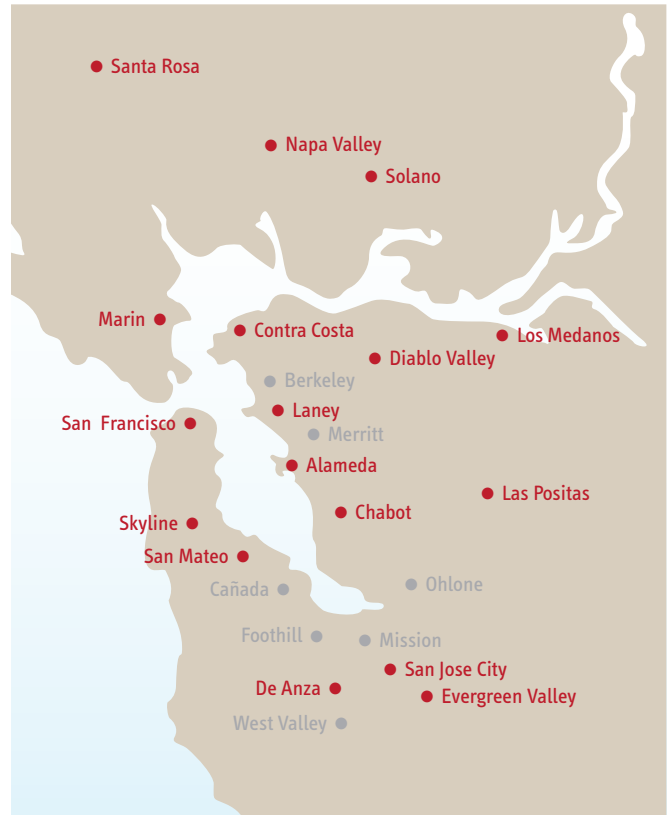 Santa Rosa
Napa Valley
Solano
Marin
Contra Costa
Los Medanos
Diablo Valley
Berkeley
Laney
San Francisco
Merritt
Alameda
Las Positas
Chabot
Skyline
San Mateo
Cañada
Ohlone
Foothill
Mission
San Jose City
De Anza
Evergreen Valley
West Valley